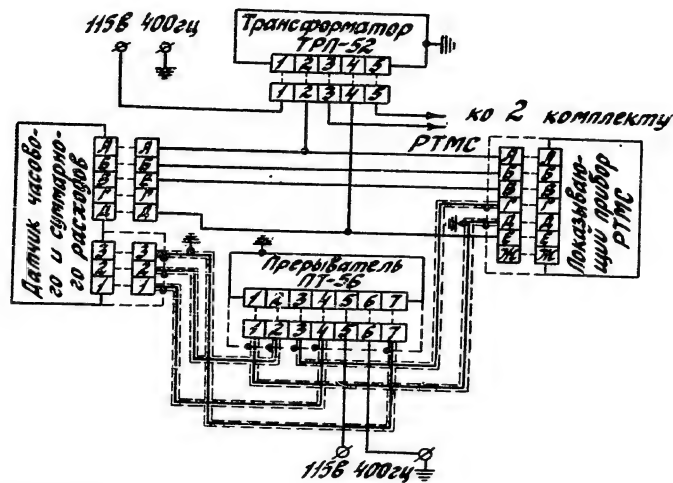 115В 400гц
Трансформатор
ТРП-52
1 2 3 4 5
1 2 3 4 5
ко 2 комплекту
РТМС
Датчик часово-
го и суммарно-
го расходов
А А
Б Б
В В
Г Г
Д Д
3 3
2 2
1 1
А А
Б Б
В В
Г Г
Д Д
Е Е
Ж Ж
Показываю-
щий прибор
РТМС
Прерыватель
ПТ-56
1 2 3 4 5 6 7
1 2 3 4 5 6 7
115В 400гц